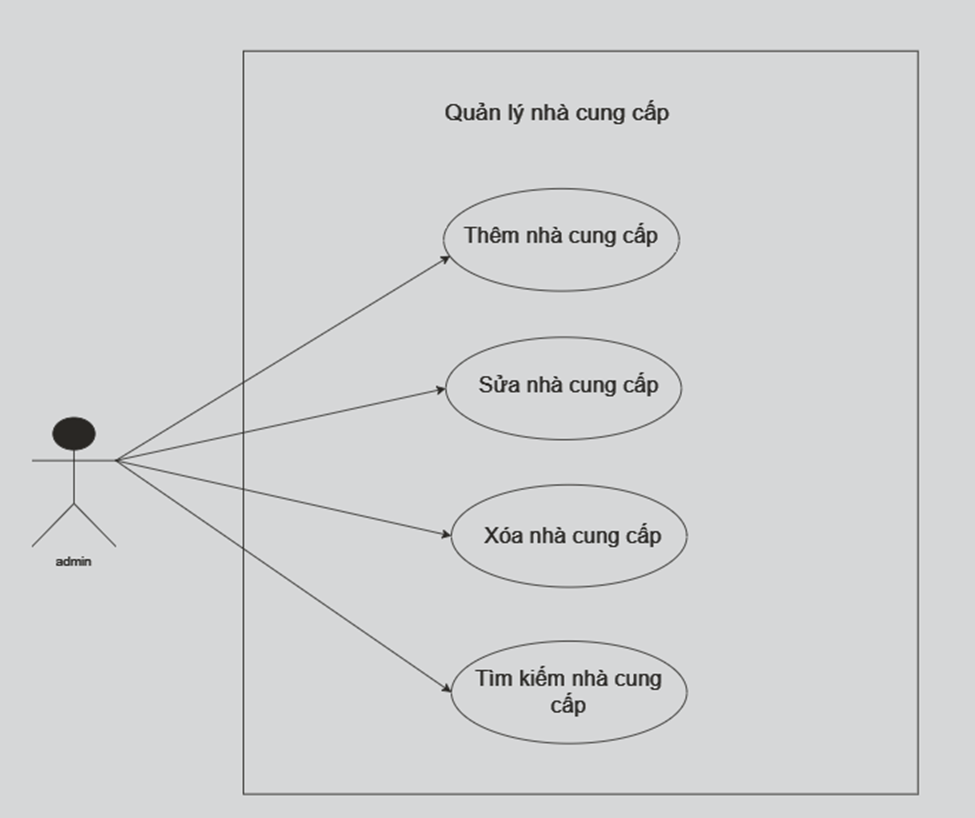 Quản lý nhà cung cấp
Thêm nhà cung cấp
Sửa nhà cung cấp
admin
Xóa nhà cung cấp
Tìm kiếm nhà cung
cấp